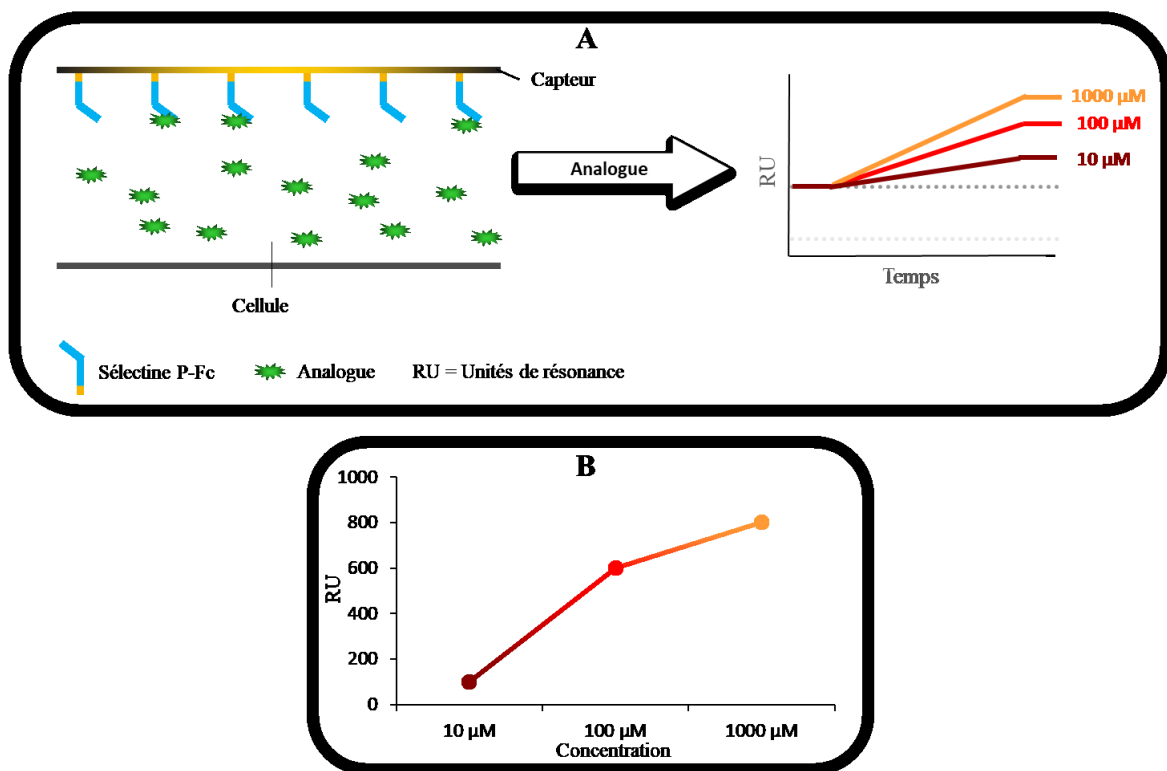 A
Capteur
Analogue
Cellule
1000 µM
100 µM
10 µM
RU
Temps
Sélectine P-Fc
Analogue
RU = Unités de résonance
B
1000
800
600
400
200
0
RU
10 µM 100 µM 1000 µM
Concentration